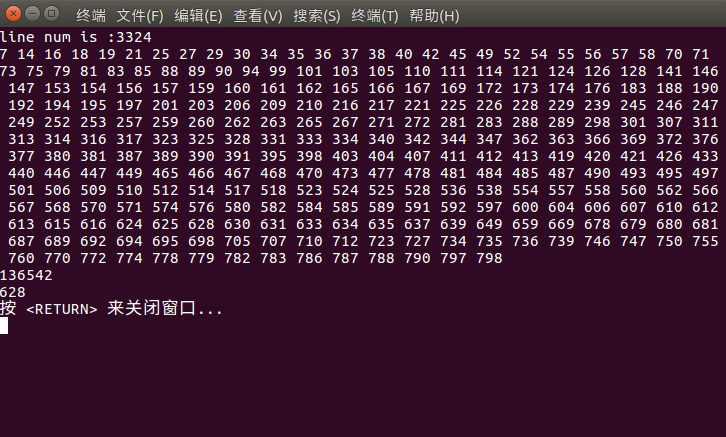 终端 终端 文件(F) 编辑(E) 查看(V) 搜索(S) 终端(T) 帮助(H)
line num is :3324
7 14 16 18 19 21 25 27 29 30 34 35 36 37 38 40 42 45 49 52 54 55 56 57 58 70 71
73 75 79 81 83 85 88 89 90 94 99 101 103 105 110 111 114 121 124 126 128 141 146
147 153 154 156 157 159 160 161 162 165 166 167 169 172 173 174 176 183 188 190
192 194 195 197 201 203 206 209 210 216 217 221 225 226 228 229 239 245 246 247
249 252 253 257 259 260 262 263 265 267 271 272 281 283 288 289 298 301 307 311
313 314 316 317 323 325 328 331 333 334 340 342 344 347 362 363 366 369 372 376
377 380 381 387 389 390 391 395 398 403 404 407 411 412 413 419 420 421 426 433
440 446 447 449 465 466 467 468 470 473 477 478 481 484 485 487 490 493 495 497
501 506 509 510 512 514 517 518 523 524 525 528 536 538 554 557 558 560 562 566
567 568 570 571 574 576 580 582 584 585 589 591 592 597 600 604 606 607 610 612
613 615 616 624 625 628 630 631 633 634 635 637 639 649 659 669 678 679 680 681
687 689 692 694 695 698 705 707 710 712 723 727 734 735 736 739 746 747 750 755
760 770 772 774 778 779 782 783 786 787 788 790 797 798
136542
628
按 <RETURN> 来关闭窗口...